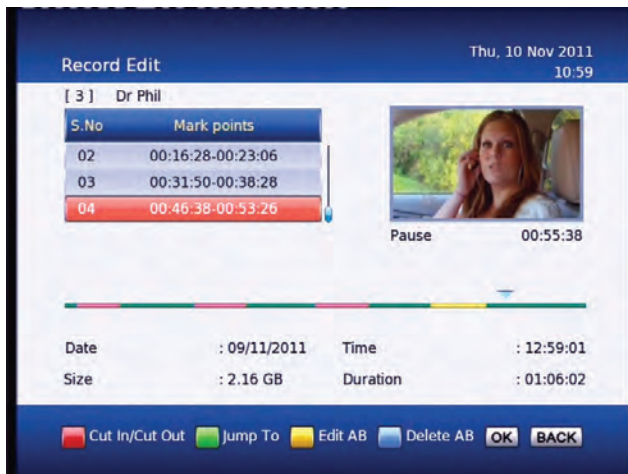 Record Edit
Thu, 10 Nov 2011
10:59
[ 3 ] Dr Phil
S.No Mark points
02 00:16:28-00:23:06
03 00:31:50-00:38:28
04 00:46:38-00:53:26
Pause 00:55:38
Date : 09/11/2011 Time : 12:59:01
Size : 2.16 GB Duration : 01:06:02
Cut In/Cut Out Jump To Edit AB Delete AB OK BACK